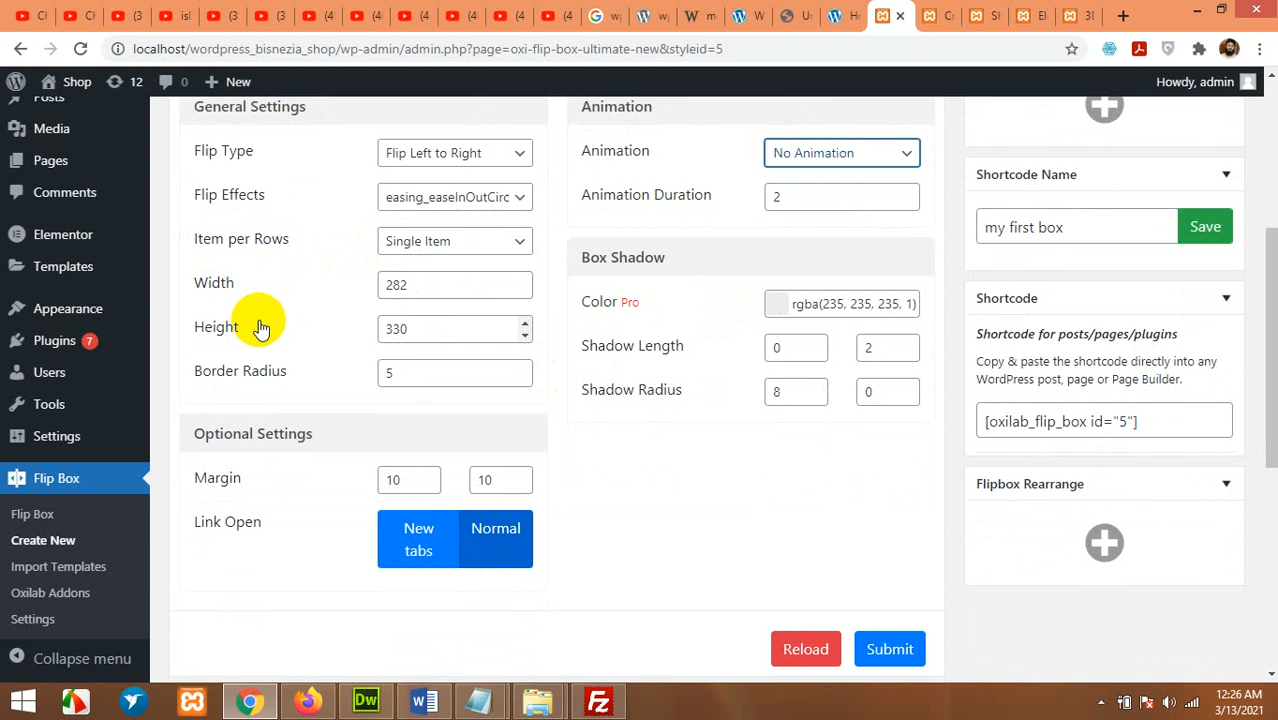 localhost/wordpress_bisnezia_shop/wp-admin/admin.php?page=oxi-flip-box-ultimate-new&styleid=5
Shop 12 0 New Howdy, admin
Posts
Media
Pages
Comments
Elementor
Templates
Appearance
Plugins 7
Users
Tools
Settings
Flip Box
Flip Box
Create New
Import Templates
Oxilab Addons
Settings
Collapse menu
General Settings
Flip Type Flip Left to Right
Flip Effects easing_easeInOutCirc
Item per Rows Single Item
Width 282
Height 330
Border Radius 5
Optional Settings
Margin 10 10
Link Open New tabs Normal
Animation
Animation No Animation
Animation Duration 2
Box Shadow
Color Pro rgba(235, 235, 235, 1)
Shadow Length 0 2
Shadow Radius 8 0
Reload Submit
Shortcode Name
my first box Save
Shortcode
Shortcode for posts/pages/plugins
Copy & paste the shortcode directly into any
WordPress post, page or Page Builder.
[oxilab_flip_box id="5"]
Flipbox Rearrange
Dw
12:26 AM
3/13/2021